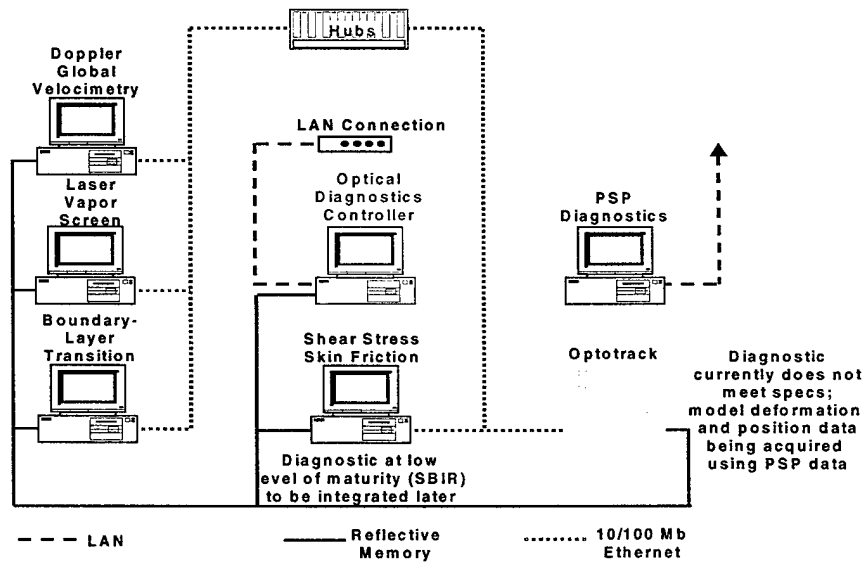 Hubs
Doppler
Global
Velocimetry
LAN Connection
Laser
Vapor
Screen
Optical
Diagnostics
Controller
PSP
Diagnostics
Boundary-
Layer
Transition
Shear Stress
Skin Friction
Optotrack
Diagnostic
currently does not
meet specs;
model deformation
and position data
being acquired
using PSP data
Diagnostic at low
evel of maturity (SBIR)
to be integrated later
LAN
Reflective
Memory
10/100 Mb
Ethernet